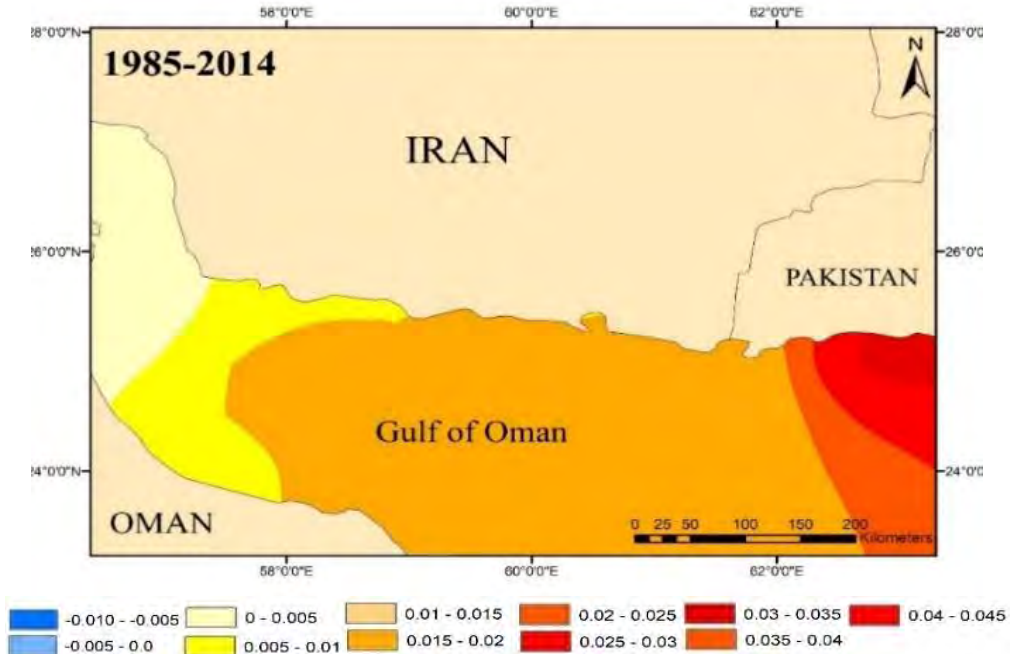 58°0'0"E 60°0'0"E 62°0'0"E
28°0'0"N 28°0'0"N
1985-2014
N
IRAN
26°0'0"N 26°0'0"N
PAKISTAN
Gulf of Oman
24°0'0"N 24°0'0"N
OMAN
0 25 50 100 150 200
Kilometers
58°0'0"E 60°0'0"E 62°0'0"E
-0.010 - -0.005 0 - 0.005 0.01 - 0.015 0.02 - 0.025 0.03 - 0.035 0.04 - 0.045
-0.005 - 0.0 0.005 - 0.01 0.015 - 0.02 0.025 - 0.03 0.035 - 0.04